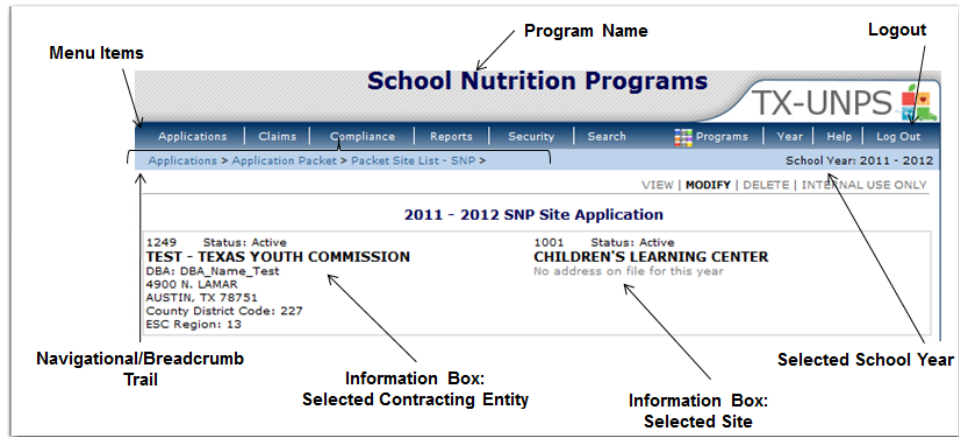 Program Name
Logout
Menu Items
School Nutrition Programs
TX-UNPS
Applications | Claims | Compliance | Reports | Security | Search Programs | Year | Help | Log Out
Applications > Application Packet > Packet Site List - SNP >
School Year: 2011 - 2012
VIEW | MODIFY | DELETE | INTERNAL USE ONLY
2011 - 2012 SNP Site Application
1249 Status: Active
TEST - TEXAS YOUTH COMMISSION
DBA: DBA_Name_Test
4900 N. LAMAR
AUSTIN, TX 78751
County District Code: 227
ESC Region: 13
1001 Status: Active
CHILDREN'S LEARNING CENTER
No address on file for this year
Navigational/Breadcrumb
Trail
Information Box:
Selected Contracting Entity
Information Box:
Selected Site
Selected School Year